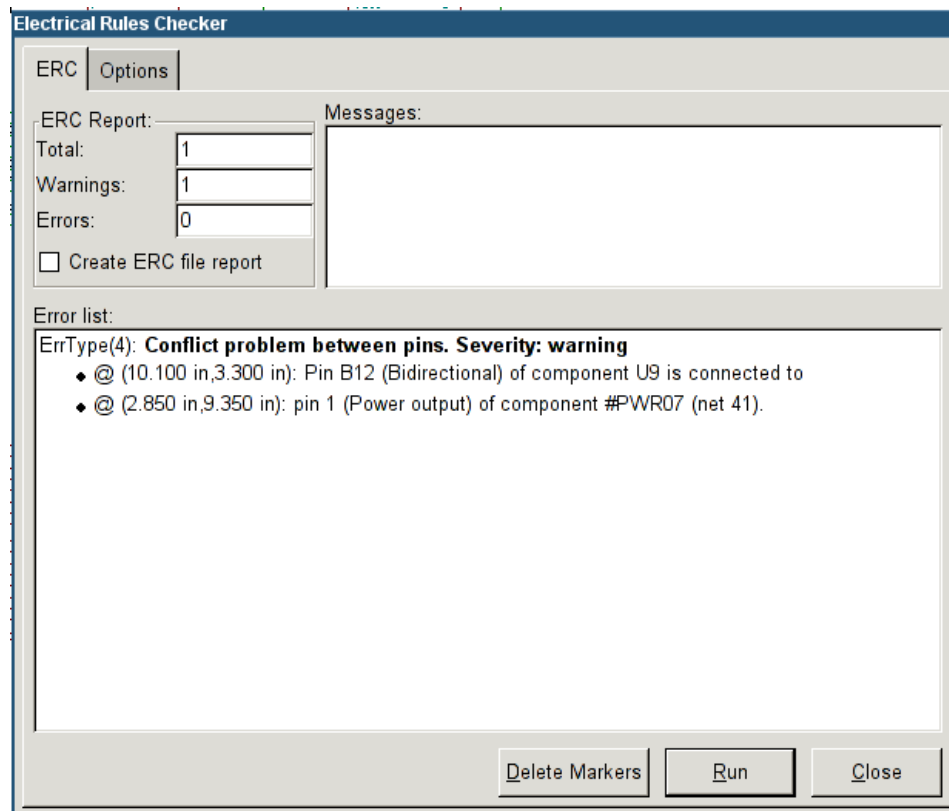 Electrical Rules Checker
ERC Options
ERC Report:
Total: 1
Warnings: 1
Errors: 0
Create ERC file report
Messages:
Error list:
ErrType(4): Conflict problem between pins. Severity: warning
@ (10.100 in,3.300 in): Pin B12 (Bidirectional) of component U9 is connected to
@ (2.850 in,9.350 in): pin 1 (Power output) of component #PWR07 (net 41).
Delete Markers Run Close